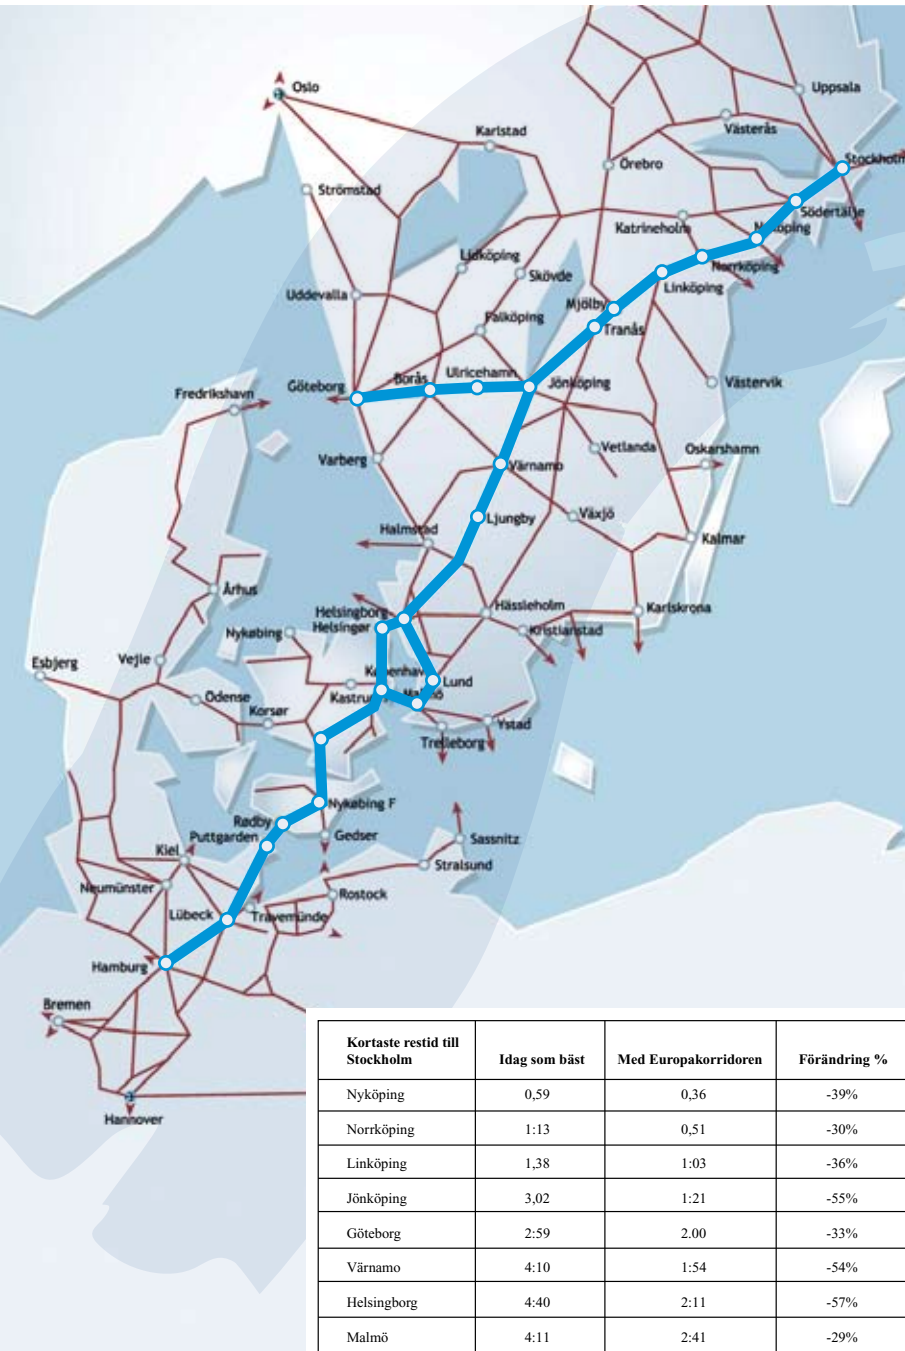 Oslo
Karlstad
Uppsala
Västerås
Örebro
Stockholm
Strömstad
Södertälje
Katrineholm
Lidköping
Skövde
Norrköping
Linköping
Uddevalla
Mjölby
Falköping
Tranås
Ulricehamn
Borås
Göteborg
Jönköping
Västervik
Fredrikshavn
Varberg
Vetlanda
Oskarshamn
Värnamo
Ljungby
Växjö
Halmstad
Kalmar
Århus
Helsingborg
Helsingør
Hässleholm
Karlskrona
Kristianstad
Nykøbing
Esbjerg
Vejle
Lund
Odense
Korsør
Ystad
Trelleborg
Nykøbing F
Rødby
Puttgarden
Gedser
Sassnitz
Kiel
Stralsund
Neumünster
Rostock
Lübeck
Travemünde
Hamburg
Bremen
Hannover
Kortaste restid till
Stockholm Idag som bäst Med Europakorridoren Förändring %
Nyköping 0,59 0,36 -39%
Norrköping 1:13 0,51 -30%
Linköping 1,38 1:03 -36%
Jönköping 3,02 1:21 -55%
Göteborg 2:59 2.00 -33%
Värnamo 4:10 1:54 -54%
Helsingborg 4:40 2:11 -57%
Malmö 4:11 2:41 -29%